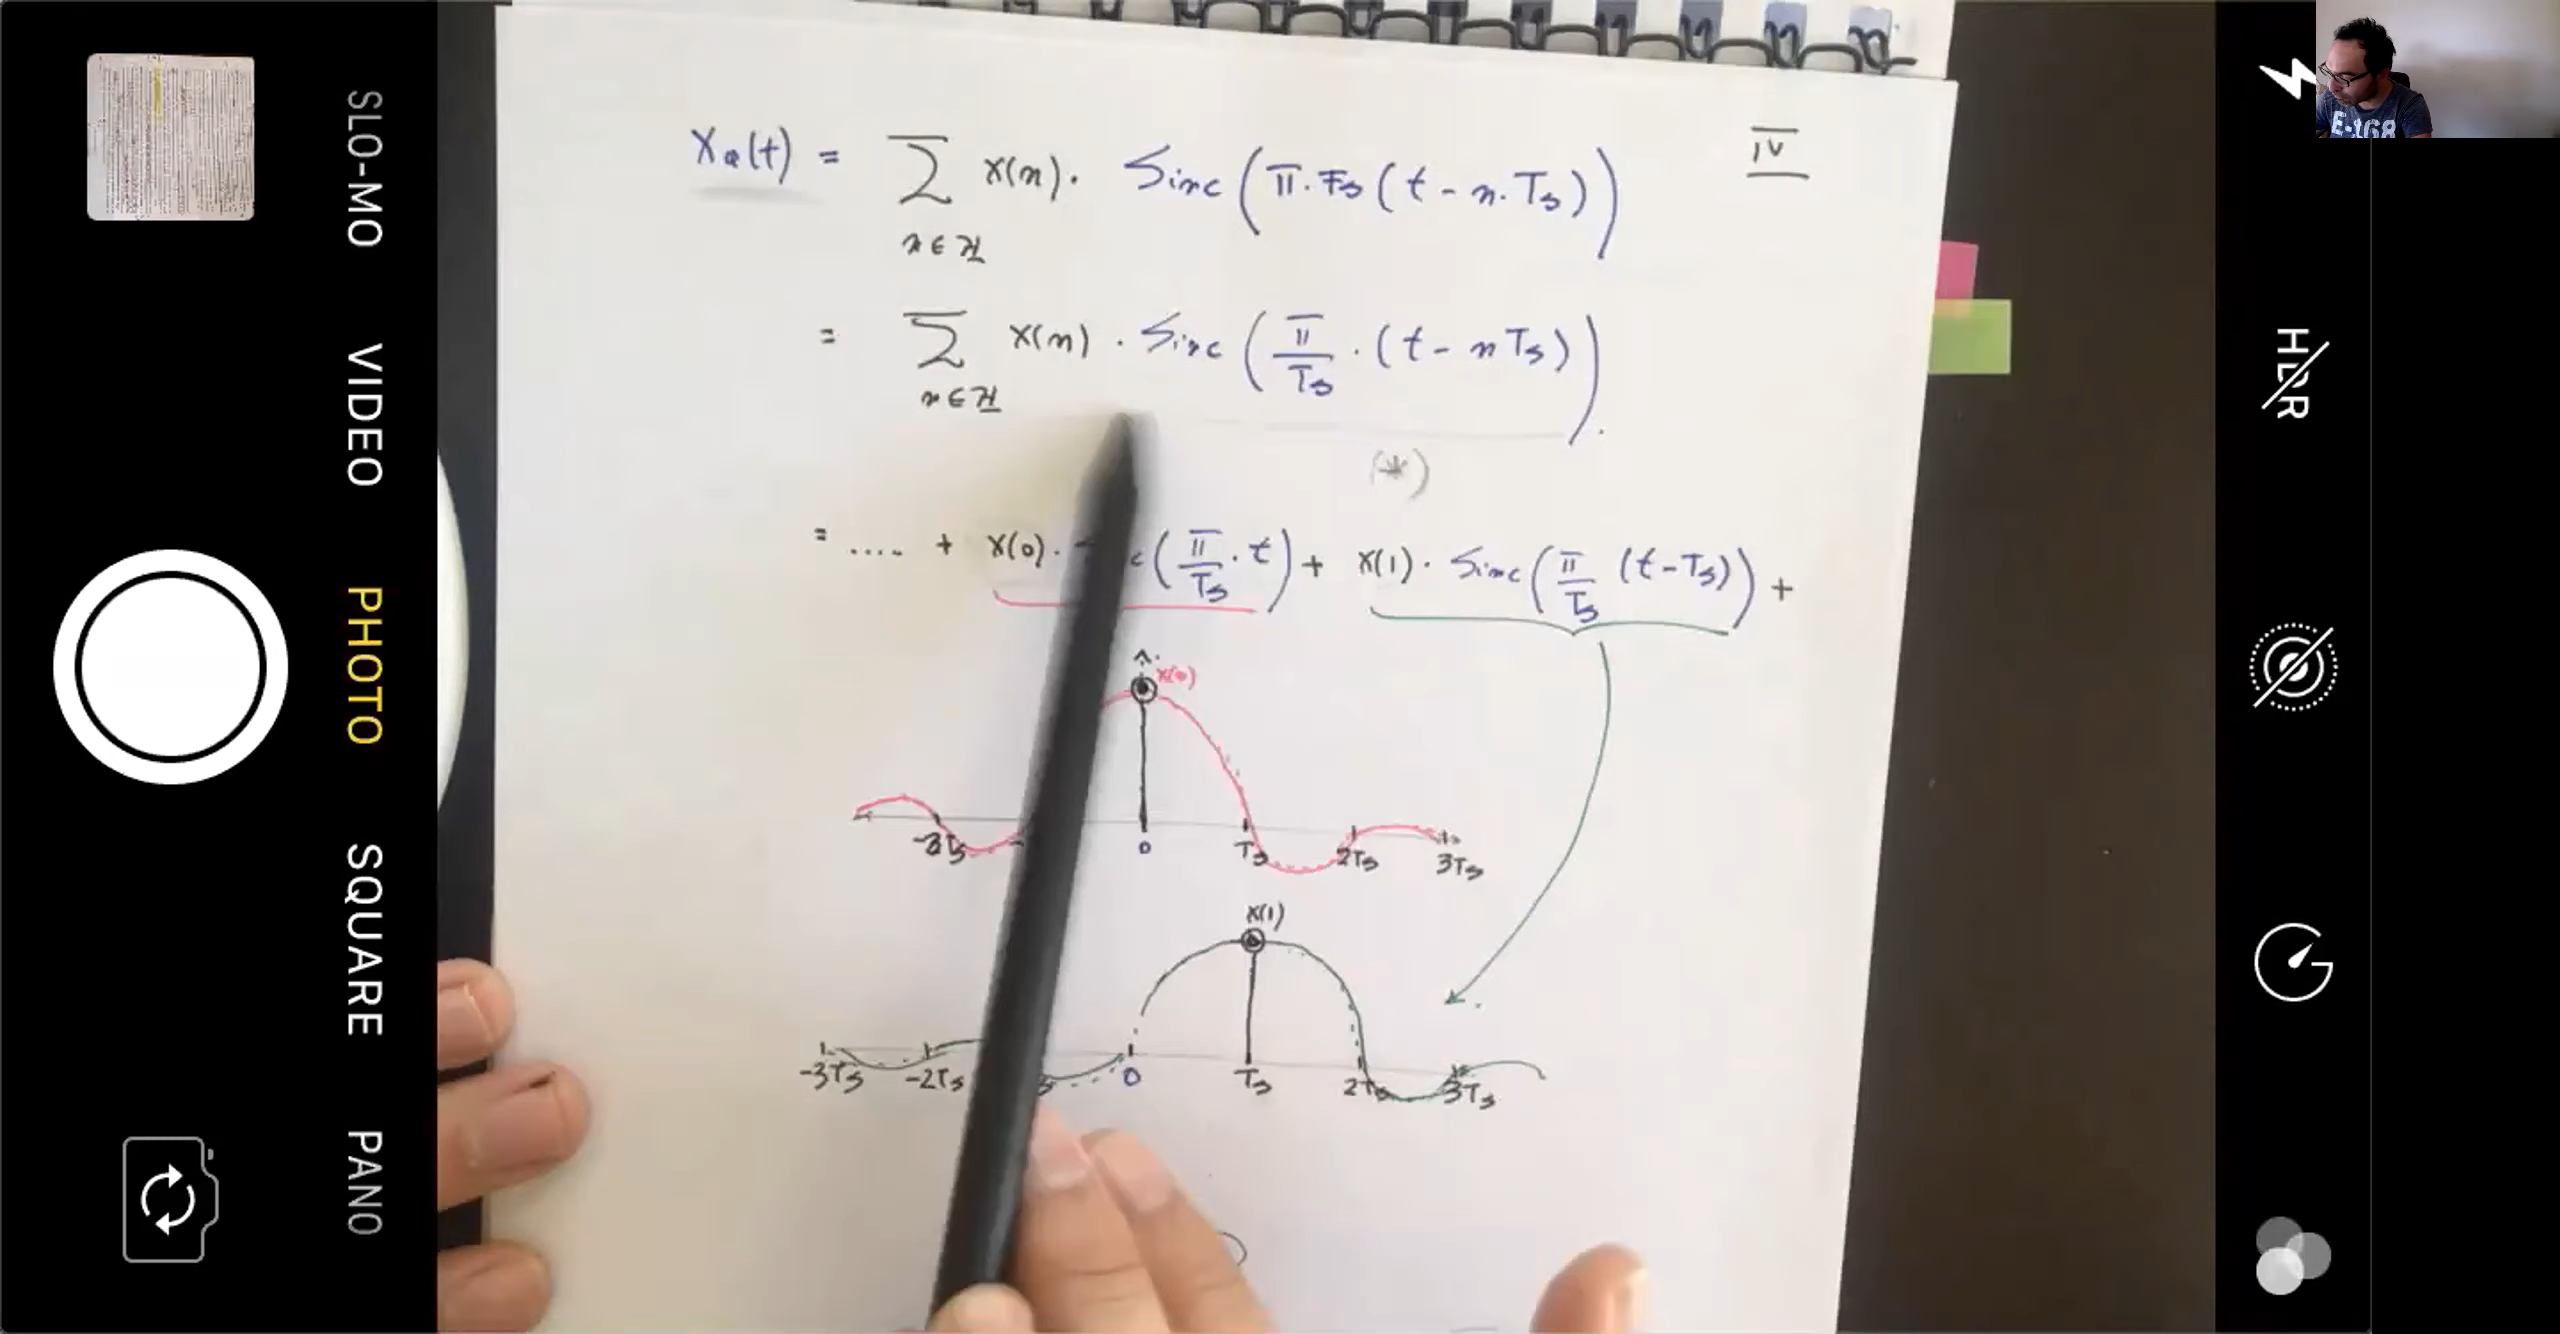 Xa(t) = Σ x(n) . Sinc (π . Fs (t - n . Ts)) IV
n ∈ ℤ
= Σ x(n) . Sinc (π/Ts . (t - nTs)) .
n ∈ ℤ
(*)
= .... + x(0) . c (π/Ts . t) + x(1) . Sinc (π/Ts (t - Ts)) +
x(0)
0 Ts 2Ts 3Ts
x(1)
-3Ts -2Ts 0 Ts 2Ts 3Ts
SLO-MO
VIDEO
PHOTO
SQUARE
PANO
HDR
E-168